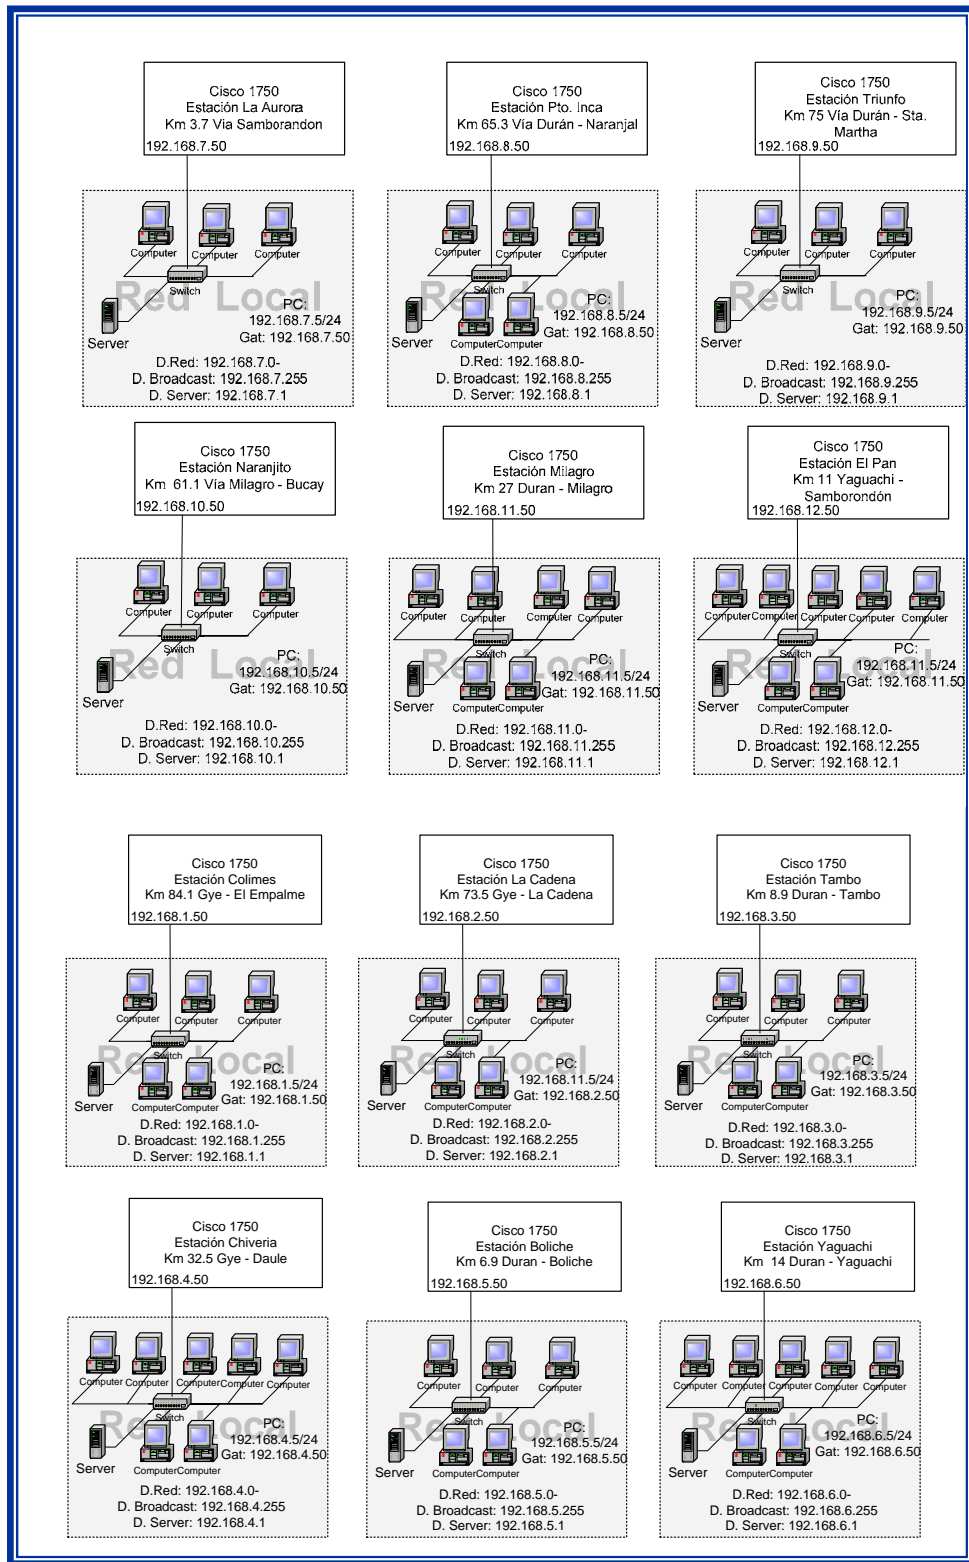 Cisco 1750
Estación La Aurora
Km 3.7 Via Samborandon
192.168.7.50
Computer
Computer
Computer
Switch
Red Local
Server
PC:
192.168.7.5/24
Gat: 192.168.7.50
D.Red: 192.168.7.0-
D. Broadcast: 192.168.7.255
D. Server: 192.168.7.1
Cisco 1750
Estación Pto. Inca
Km 65.3 Vía Durán - Naranjal
192.168.8.50
Computer
Computer
Computer
Switch
Red Local
Server
Computer
Computer
PC:
192.168.8.5/24
Gat: 192.168.8.50
D.Red: 192.168.8.0-
D. Broadcast: 192.168.8.255
D. Server: 192.168.8.1
Cisco 1750
Estación Triunfo
Km 75 Vía Durán - Sta.
Martha
192.168.9.50
Computer
Computer
Computer
Switch
Red Local
Server
PC:
192.168.9.5/24
Gat: 192.168.9.50
D.Red: 192.168.9.0-
D. Broadcast: 192.168.9.255
D. Server: 192.168.9.1
Cisco 1750
Estación Naranjito
Km 61.1 Vía Milagro - Bucay
192.168.10.50
Computer
Computer
Computer
Switch
Red Local
Server
PC:
192.168.10.5/24
Gat: 192.168.10.50
D.Red: 192.168.10.0-
D. Broadcast: 192.168.10.255
D. Server: 192.168.10.1
Cisco 1750
Estación Milagro
Km 27 Duran - Milagro
192.168.11.50
Computer
Computer
Computer
Computer
Switch
Red Local
Server
Computer
Computer
PC:
192.168.11.5/24
Gat: 192.168.11.50
D.Red: 192.168.11.0-
D. Broadcast: 192.168.11.255
D. Server: 192.168.11.1
Cisco 1750
Estación El Pan
Km 11 Yaguachi -
Samborondón
192.168.12.50
Computer
Computer
Computer
Computer
Computer
Switch
Red Local
Server
Computer
Computer
PC:
192.168.11.5/24
Gat: 192.168.11.50
D.Red: 192.168.12.0-
D. Broadcast: 192.168.12.255
D. Server: 192.168.12.1
Cisco 1750
Estación Colimes
Km 84.1 Gye - El Empalme
192.168.1.50
Computer
Computer
Computer
Switch
Red Local
Server
Computer
Computer
PC:
192.168.1.5/24
Gat: 192.168.1.50
D.Red: 192.168.1.0-
D. Broadcast: 192.168.1.255
D. Server: 192.168.1.1
Cisco 1750
Estación La Cadena
Km 73.5 Gye - La Cadena
192.168.2.50
Computer
Computer
Computer
Switch
Red Local
Server
Computer
Computer
PC:
192.168.11.5/24
Gat: 192.168.2.50
D.Red: 192.168.2.0-
D. Broadcast: 192.168.2.255
D. Server: 192.168.2.1
Cisco 1750
Estación Tambo
Km 8.9 Duran - Tambo
192.168.3.50
Computer
Computer
Computer
Switch
Red Local
Server
Computer
Computer
PC:
192.168.3.5/24
Gat: 192.168.3.50
D.Red: 192.168.3.0-
D. Broadcast: 192.168.3.255
D. Server: 192.168.3.1
Cisco 1750
Estación Chiveria
Km 32.5 Gye - Daule
192.168.4.50
Computer
Computer
Computer
Computer
Computer
Switch
Red Local
Server
Computer
Computer
PC:
192.168.4.5/24
Gat: 192.168.4.50
D.Red: 192.168.4.0-
D. Broadcast: 192.168.4.255
D. Server: 192.168.4.1
Cisco 1750
Estación Boliche
Km 6.9 Duran - Boliche
192.168.5.50
Computer
Computer
Computer
Switch
Red Local
Server
Computer
Computer
PC:
192.168.5.5/24
Gat: 192.168.5.50
D.Red: 192.168.5.0-
D. Broadcast: 192.168.5.255
D. Server: 192.168.5.1
Cisco 1750
Estación Yaguachi
Km 14 Duran - Yaguachi
192.168.6.50
Computer
Computer
Computer
Computer
Computer
Switch
Red Local
Server
Computer
Computer
PC:
192.168.6.5/24
Gat: 192.168.6.50
D.Red: 192.168.6.0-
D. Broadcast: 192.168.6.255
D. Server: 192.168.6.1